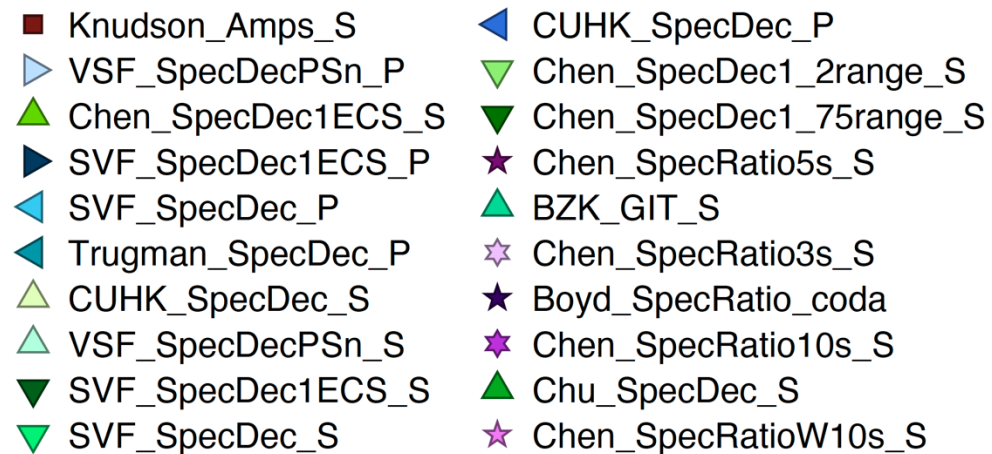 Knudson_Amps_S
VSF_SpecDecPSn_P
Chen_SpecDec1ECS_S
SVF_SpecDec1ECS_P
SVF_SpecDec_P
Trugman_SpecDec_P
CUHK_SpecDec_S
VSF_SpecDecPSn_S
SVF_SpecDec1ECS_S
SVF_SpecDec_S
CUHK_SpecDec_P
Chen_SpecDec1_2range_S
Chen_SpecDec1_75range_S
Chen_SpecRatio5s_S
BZK_GIT_S
Chen_SpecRatio3s_S
Boyd_SpecRatio_coda
Chen_SpecRatio10s_S
Chu_SpecDec_S
Chen_SpecRatioW10s_S